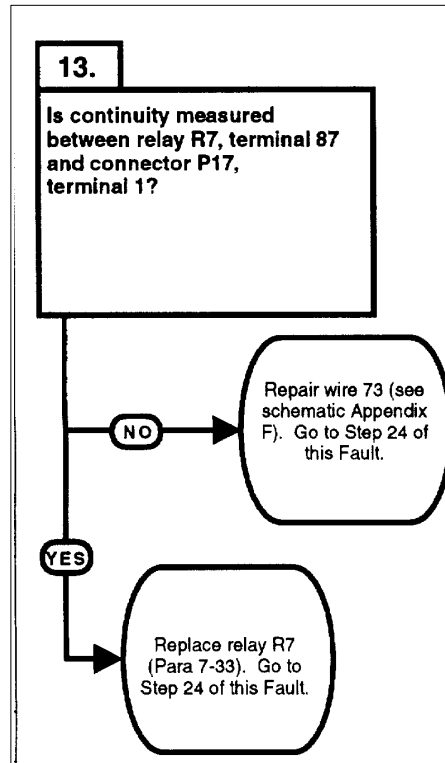 13.
Is continuity measured
between relay R7, terminal 87
and connector P17,
terminal 1?
NO
Repair wire 73 (see
schematic Appendix
F). Go to Step 24 of
this Fault.
YES
Replace relay R7
(Para 7-33). Go to
Step 24 of this Fault.